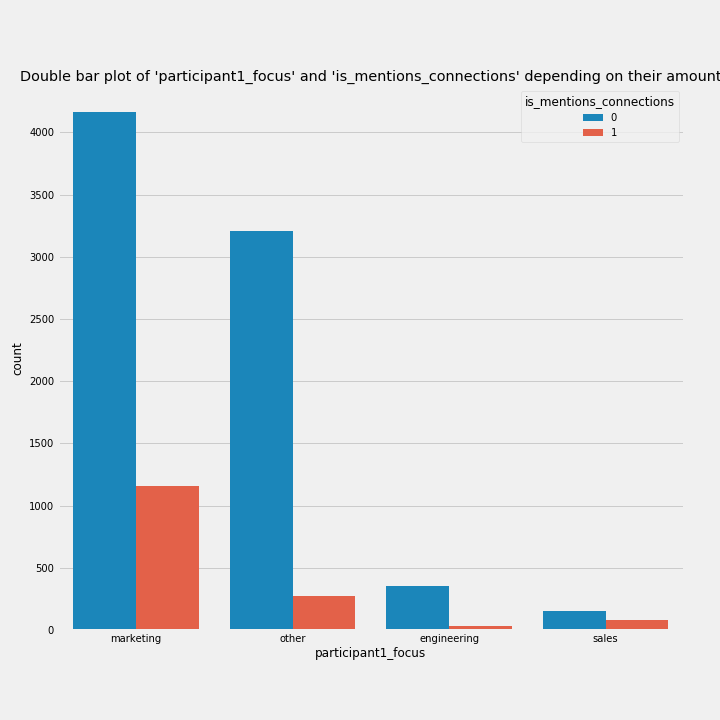 Double bar plot of 'participant1_focus' and 'is_mentions_connections' depending on their amount
is_mentions_connections
0
1
4000
3500
3000
2500
2000
1500
1000
500
0
count
marketing other engineering sales
participant1_focus